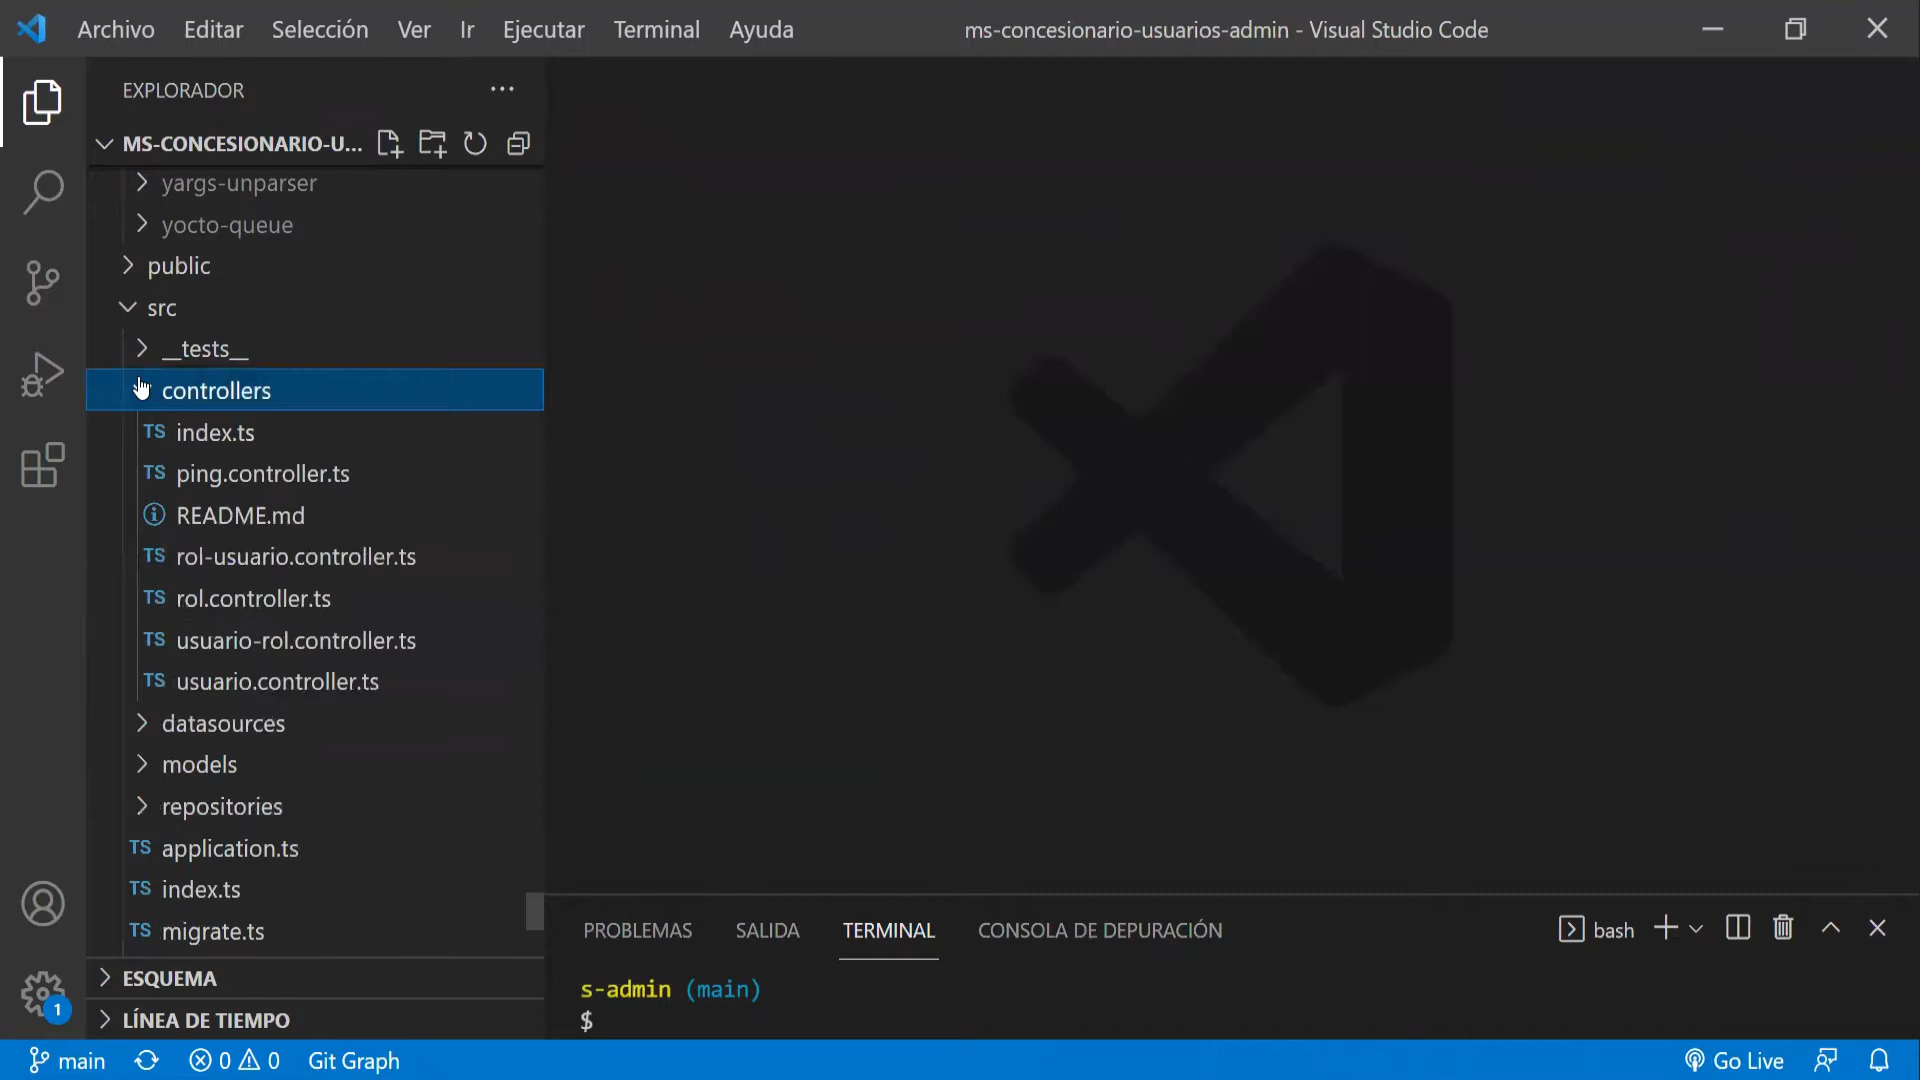 Archivo Editar Selección Ver Ir Ejecutar Terminal Ayuda ms-concesionario-usuarios-admin - Visual Studio Code
EXPLORADOR
MS-CONCESIONARIO-U...
yargs-unparser
yocto-queue
public
src
__tests__
controllers
TS index.ts
TS ping.controller.ts
README.md
TS rol-usuario.controller.ts
TS rol.controller.ts
TS usuario-rol.controller.ts
TS usuario.controller.ts
datasources
models
repositories
TS application.ts
TS index.ts
TS migrate.ts
ESQUEMA
LÍNEA DE TIEMPO
1
PROBLEMAS SALIDA TERMINAL CONSOLA DE DEPURACIÓN bash
s-admin (main)
$
main 0 0 Git Graph Go Live